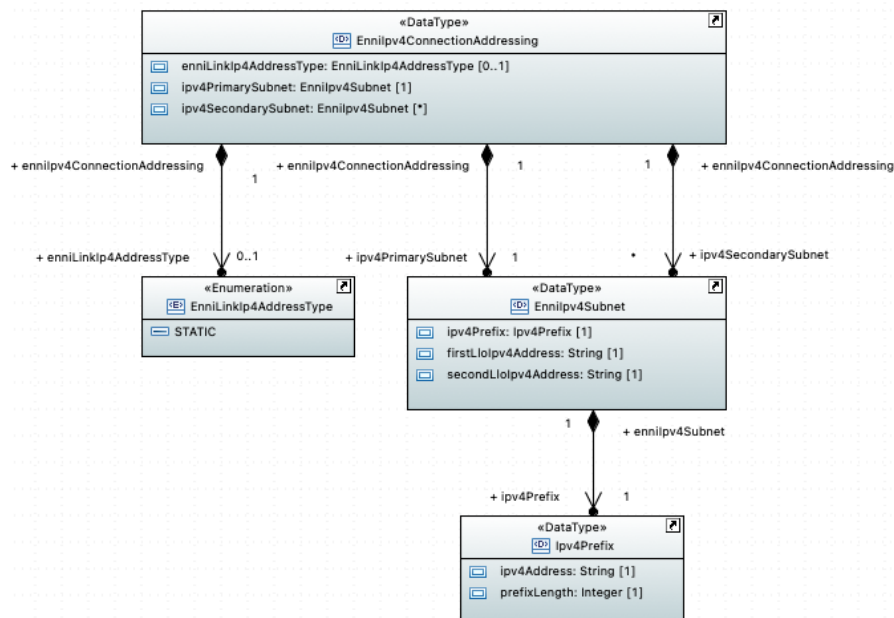 «DataType»
EnniIpv4ConnectionAddressing
enniLinkIp4AddressType: EnniLinkIp4AddressType [0..1]
ipv4PrimarySubnet: EnniIpv4Subnet [1]
ipv4SecondarySubnet: EnniIpv4Subnet [*]
+ enniIpv4ConnectionAddressing
1
+ enniIpv4ConnectionAddressing
1
1
+ enniIpv4ConnectionAddressing
+ enniLinkIp4AddressType
0..1
+ ipv4PrimarySubnet
1
*
+ ipv4SecondarySubnet
«Enumeration»
<E> EnniLinkIp4AddressType
STATIC
«DataType»
<D> EnniIpv4Subnet
ipv4Prefix: Ipv4Prefix [1]
firstLloIpv4Address: String [1]
secondLloIpv4Address: String [1]
1
+ enniIpv4Subnet
+ ipv4Prefix
1
«DataType»
<D> Ipv4Prefix
ipv4Address: String [1]
prefixLength: Integer [1]